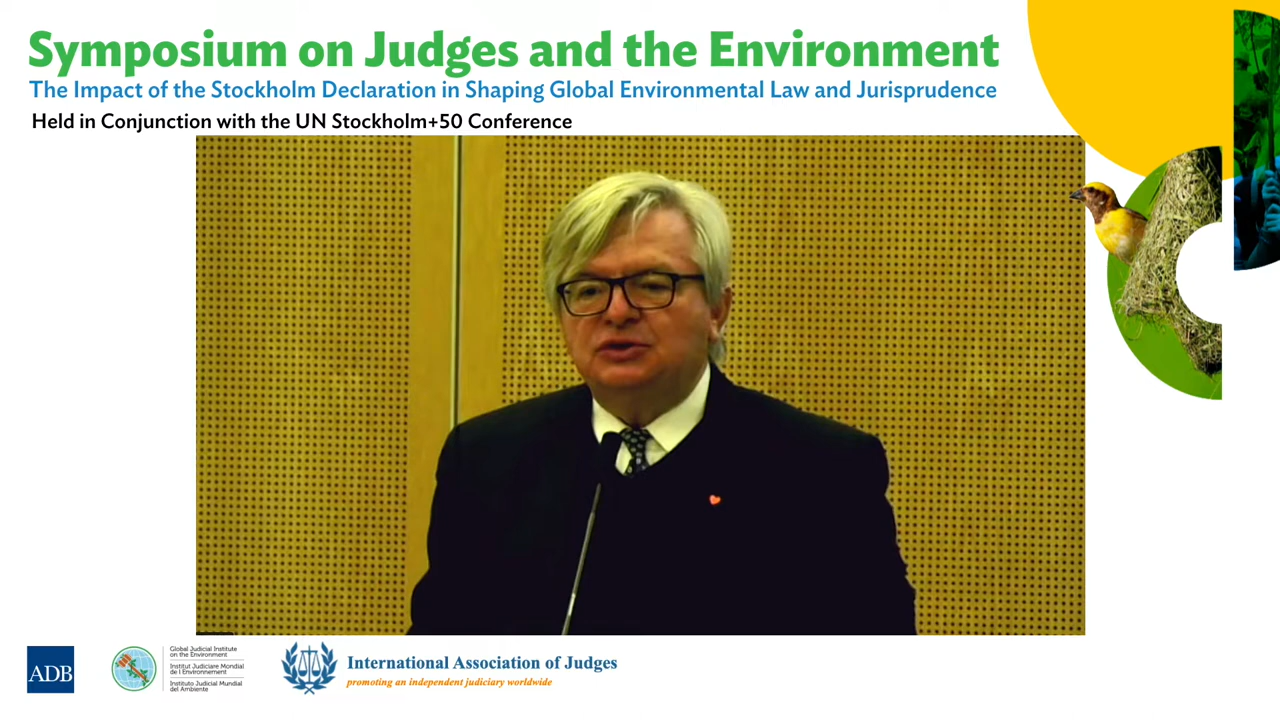 Symposium on Judges and the Environment
The Impact of the Stockholm Declaration in Shaping Global Environmental Law and Jurisprudence
Held in Conjunction with the UN Stockholm+50 Conference
ADB
Global Judicial Institute
on the Environment
Institut Judiciaire Mondial
de l'Environnement
Instituto Judicial Mundial
del Ambiente
International Association of Judges
promoting an independent judiciary worldwide